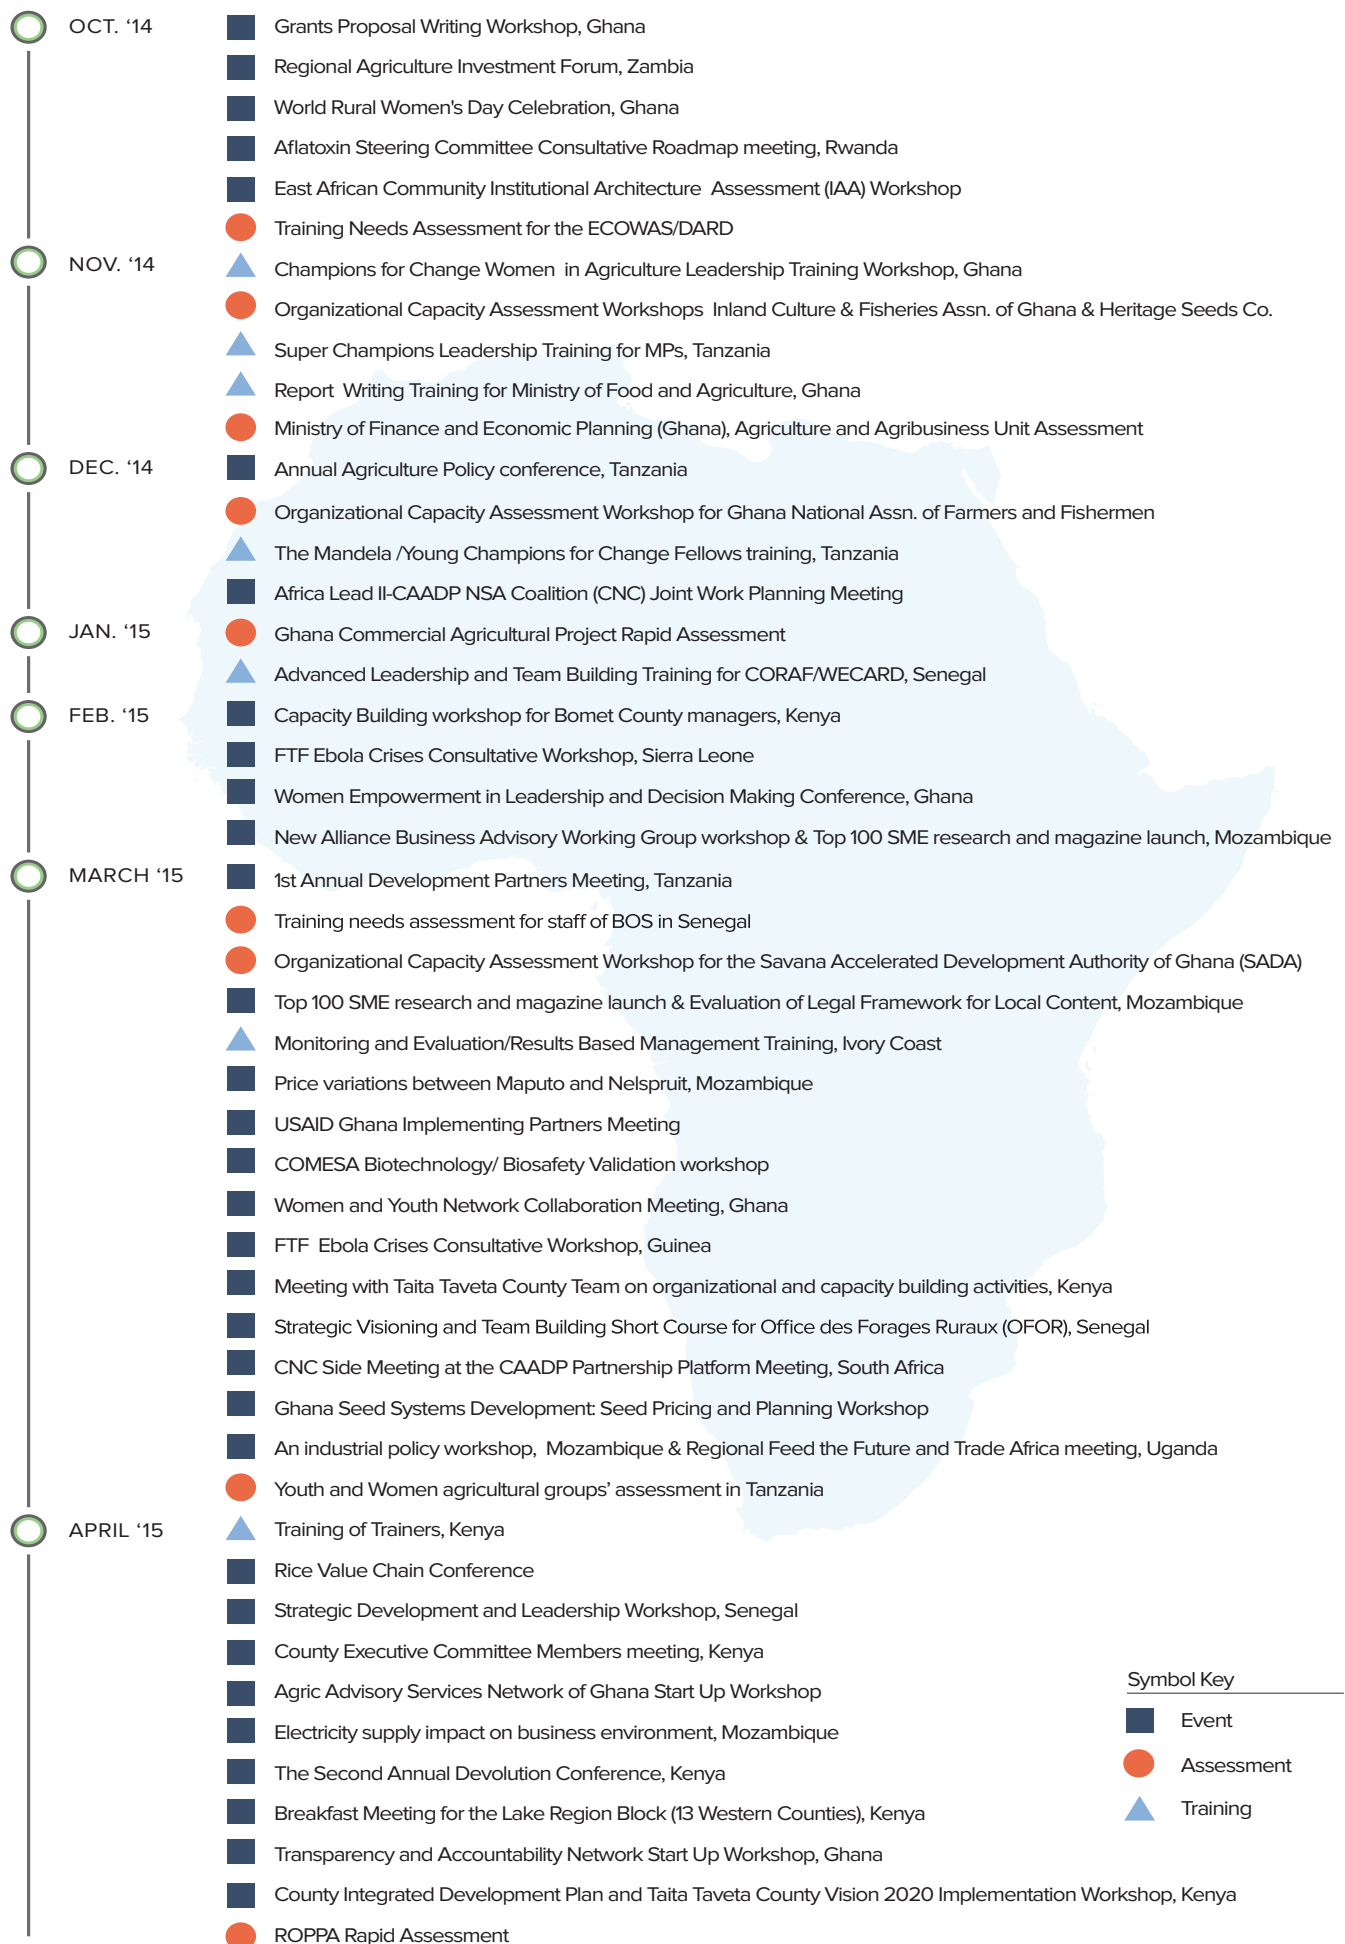 OCT. ‘14
Grants Proposal Writing Workshop, Ghana
Regional Agriculture Investment Forum, Zambia
World Rural Women's Day Celebration, Ghana
Aflatoxin Steering Committee Consultative Roadmap meeting, Rwanda
East African Community Institutional Architecture Assessment (IAA) Workshop
Training Needs Assessment for the ECOWAS/DARD
NOV. ‘14
Champions for Change Women in Agriculture Leadership Training Workshop, Ghana
Organizational Capacity Assessment Workshops Inland Culture & Fisheries Assn. of Ghana & Heritage Seeds Co.
Super Champions Leadership Training for MPs, Tanzania
Report Writing Training for Ministry of Food and Agriculture, Ghana
Ministry of Finance and Economic Planning (Ghana), Agriculture and Agribusiness Unit Assessment
DEC. ‘14
Annual Agriculture Policy conference, Tanzania
Organizational Capacity Assessment Workshop for Ghana National Assn. of Farmers and Fishermen
The Mandela /Young Champions for Change Fellows training, Tanzania
Africa Lead II-CAADP NSA Coalition (CNC) Joint Work Planning Meeting
JAN. ‘15
Ghana Commercial Agricultural Project Rapid Assessment
Advanced Leadership and Team Building Training for CORAF/WECARD, Senegal
FEB. ‘15
Capacity Building workshop for Bomet County managers, Kenya
FTF Ebola Crises Consultative Workshop, Sierra Leone
Women Empowerment in Leadership and Decision Making Conference, Ghana
New Alliance Business Advisory Working Group workshop & Top 100 SME research and magazine launch, Mozambique
MARCH ‘15
1st Annual Development Partners Meeting, Tanzania
Training needs assessment for staff of BOS in Senegal
Organizational Capacity Assessment Workshop for the Savana Accelerated Development Authority of Ghana (SADA)
Top 100 SME research and magazine launch & Evaluation of Legal Framework for Local Content, Mozambique
Monitoring and Evaluation/Results Based Management Training, Ivory Coast
Price variations between Maputo and Nelspruit, Mozambique
USAID Ghana Implementing Partners Meeting
COMESA Biotechnology/ Biosafety Validation workshop
Women and Youth Network Collaboration Meeting, Ghana
FTF Ebola Crises Consultative Workshop, Guinea
Meeting with Taita Taveta County Team on organizational and capacity building activities, Kenya
Strategic Visioning and Team Building Short Course for Office des Forages Ruraux (OFOR), Senegal
CNC Side Meeting at the CAADP Partnership Platform Meeting, South Africa
Ghana Seed Systems Development: Seed Pricing and Planning Workshop
An industrial policy workshop, Mozambique & Regional Feed the Future and Trade Africa meeting, Uganda
Youth and Women agricultural groups’ assessment in Tanzania
APRIL ‘15
Training of Trainers, Kenya
Rice Value Chain Conference
Strategic Development and Leadership Workshop, Senegal
County Executive Committee Members meeting, Kenya
Agric Advisory Services Network of Ghana Start Up Workshop
Electricity supply impact on business environment, Mozambique
The Second Annual Devolution Conference, Kenya
Breakfast Meeting for the Lake Region Block (13 Western Counties), Kenya
Transparency and Accountability Network Start Up Workshop, Ghana
County Integrated Development Plan and Taita Taveta County Vision 2020 Implementation Workshop, Kenya
ROPPA Rapid Assessment
Symbol Key
Event
Assessment
Training